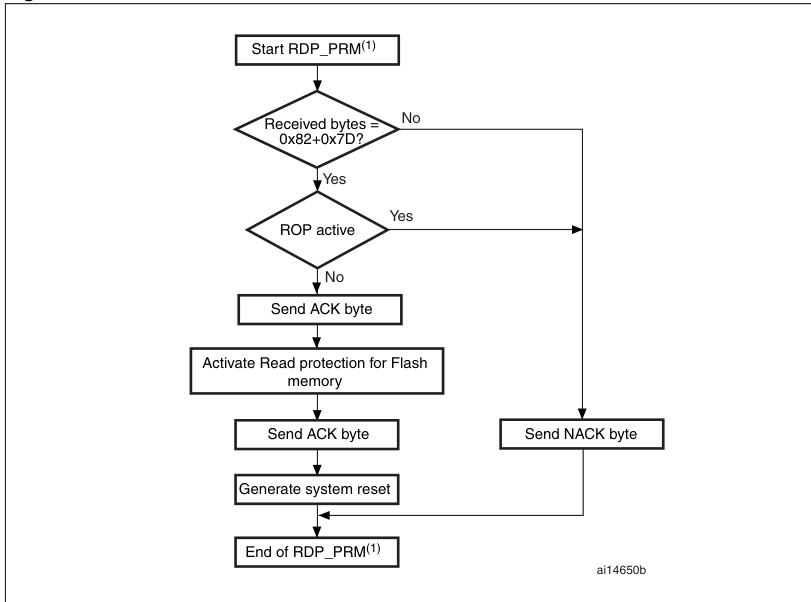 Start RDP_PRM(1)
Received bytes =
0x82+0x7D?
No
Yes
ROP active
Yes
No
Send ACK byte
Activate Read protection for Flash
memory
Send ACK byte
Send NACK byte
Generate system reset
End of RDP_PRM(1)
ai14650b